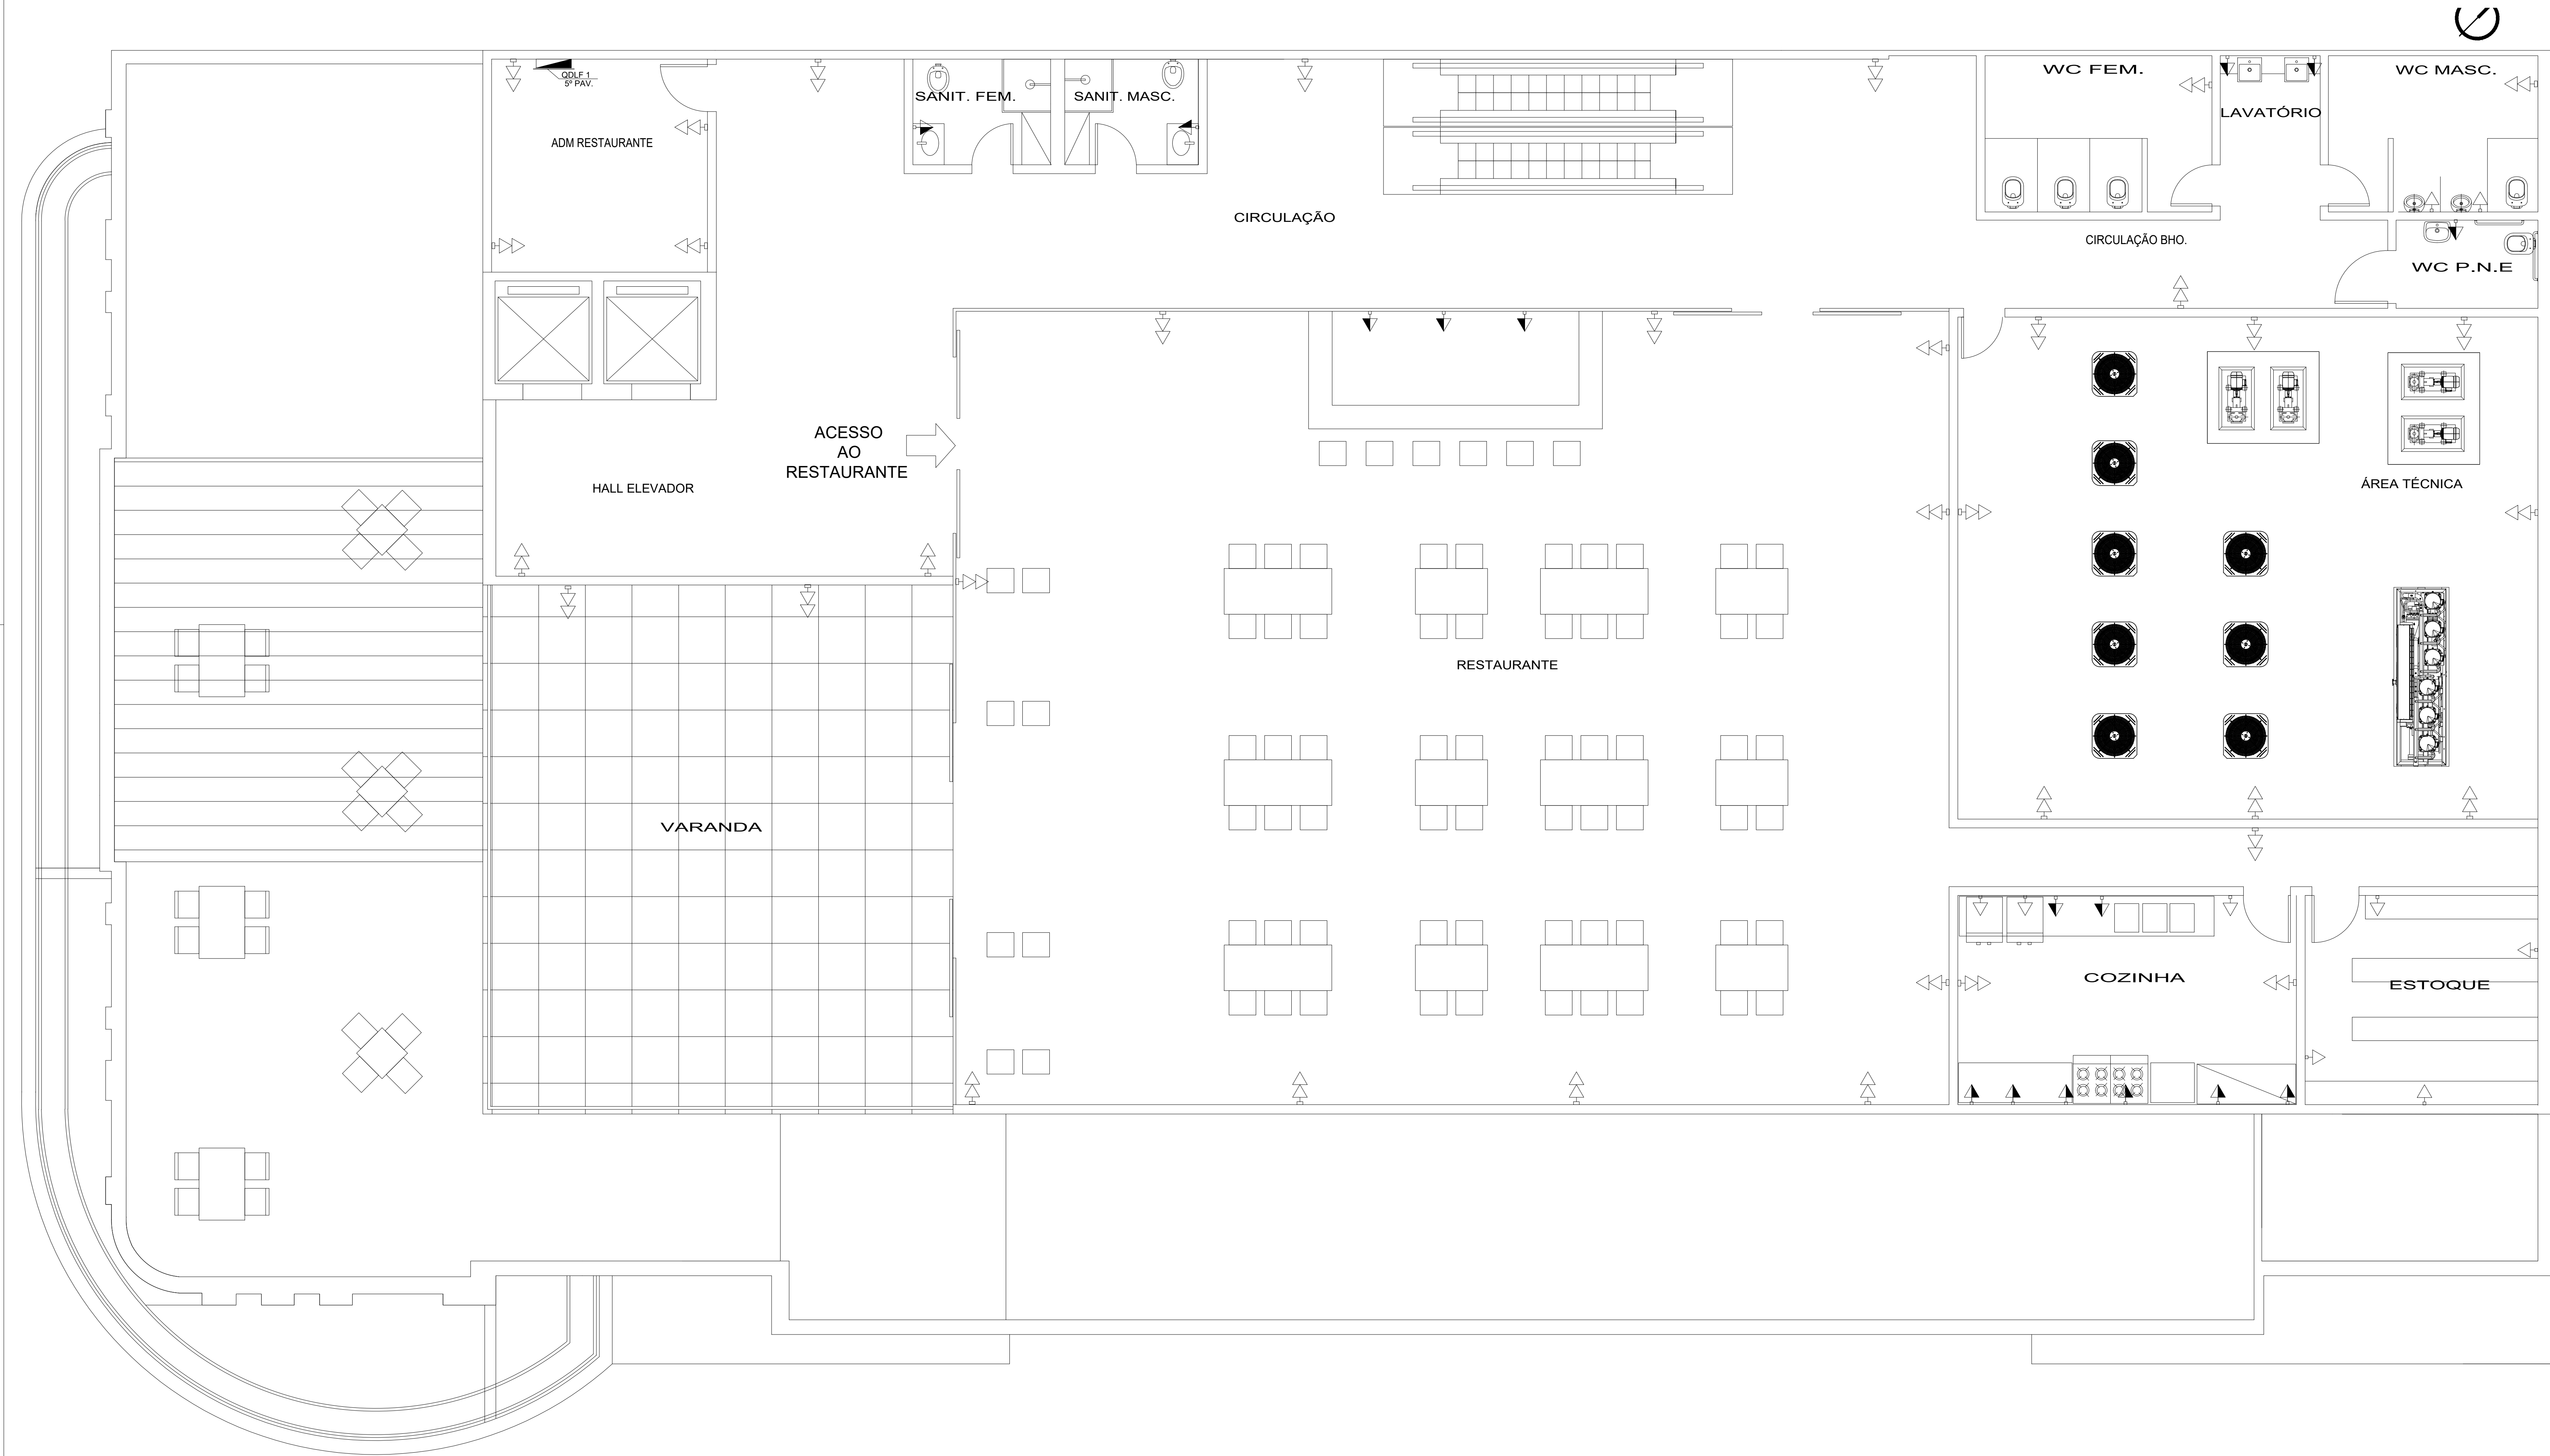 QDLF 1
5º PAV.
SANIT. FEM.
SANIT. MASC.
WC FEM.
WC MASC.
LAVATÓRIO
ADM RESTAURANTE
CIRCULAÇÃO
CIRCULAÇÃO BHO.
WC P.N.E
ACESSO
AO
RESTAURANTE
HALL ELEVADOR
ÁREA TÉCNICA
RESTAURANTE
VARANDA
COZINHA
ESTOQUE